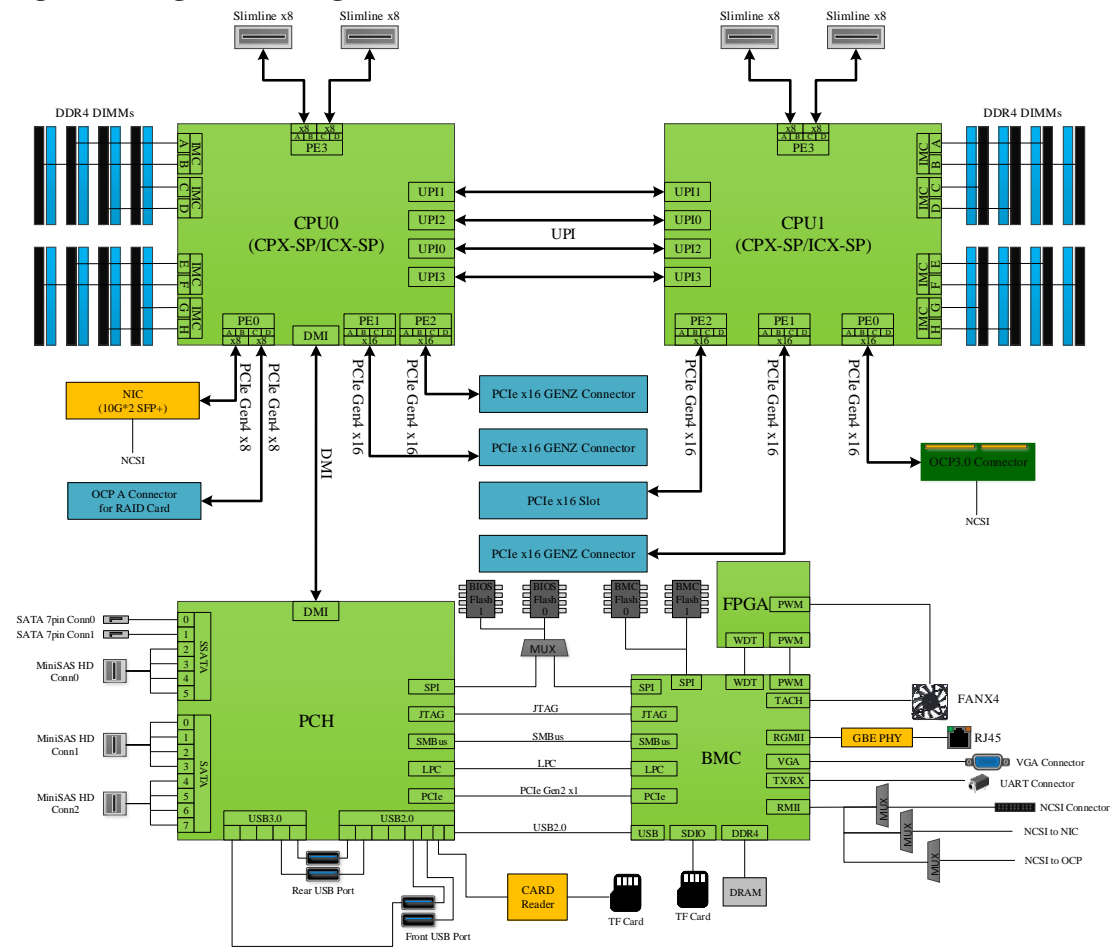 Slimline x8
Slimline x8
Slimline x8
Slimline x8
DDR4 DIMMs
DDR4 DIMMs
x8 x8
A B C D
PE3
x8 x8
A B C D
PE3
A
B
IMC
C
D
IMC
E
F
IMC
G
H
IMC
CPU0
(CPX-SP/ICX-SP)
UPI1
UPI2
UPI0
UPI3
UPI
UPI1
UPI0
UPI2
UPI3
CPU1
(CPX-SP/ICX-SP)
IMC
A
B
IMC
C
D
IMC
E
F
IMC
G
H
PE0
A B C D
x8 x8
DMI
PE1
A B C D
x16
PE2
A B C D
x16
PE2
A B C D
x16
PE1
A B C D
x16
PE0
A B C D
x16
PCIe Gen4 x8
PCIe Gen4 x8
DMI
PCIe Gen4 x16
PCIe Gen4 x16
PCIe Gen4 x16
PCIe Gen4 x16
PCIe Gen4 x16
NIC
(10G*2 SFP+)
NCSI
OCP A Connector
for RAID Card
PCIe x16 GENZ Connector
PCIe x16 GENZ Connector
PCIe x16 Slot
PCIe x16 GENZ Connector
OCP3.0 Connector
NCSI
BIOS
Flash
1
BIOS
Flash
0
BMC
Flash
0
BMC
Flash
1
MUX
FPGA
PWM
WDT
PWM
SATA 7pin Conn0
SATA 7pin Conn1
MiniSAS HD
Conn0
MiniSAS HD
Conn1
MiniSAS HD
Conn2
0
1
2
3
4
5
SSATA
0
1
2
3
4
5
6
7
SATA
DMI
PCH
SPI
JTAG
SMBus
LPC
PCIe
USB3.0
USB2.0
JTAG
SMBus
LPC
PCIe Gen2 x1
USB2.0
SPI
SPI
WDT
PWM
JTAG
SMBus
LPC
PCIe
USB
SDIO
DDR4
BMC
TACH
RGMII
VGA
TX/RX
RMII
FANX4
GBE PHY
RJ45
VGA Connector
UART Connector
MUX
NCSI Connector
MUX
NCSI to NIC
MUX
NCSI to OCP
Rear USB Port
Front USB Port
CARD
Reader
TF Card
TF Card
DRAM